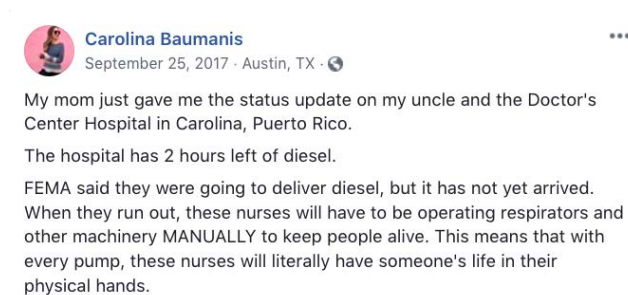 Carolina Baumanis
September 25, 2017 · Austin, TX ·
My mom just gave me the status update on my uncle and the Doctor's
Center Hospital in Carolina, Puerto Rico.
The hospital has 2 hours left of diesel.
FEMA said they were going to deliver diesel, but it has not yet arrived.
When they run out, these nurses will have to be operating respirators and
other machinery MANUALLY to keep people alive. This means that with
every pump, these nurses will literally have someone's life in their
physical hands.